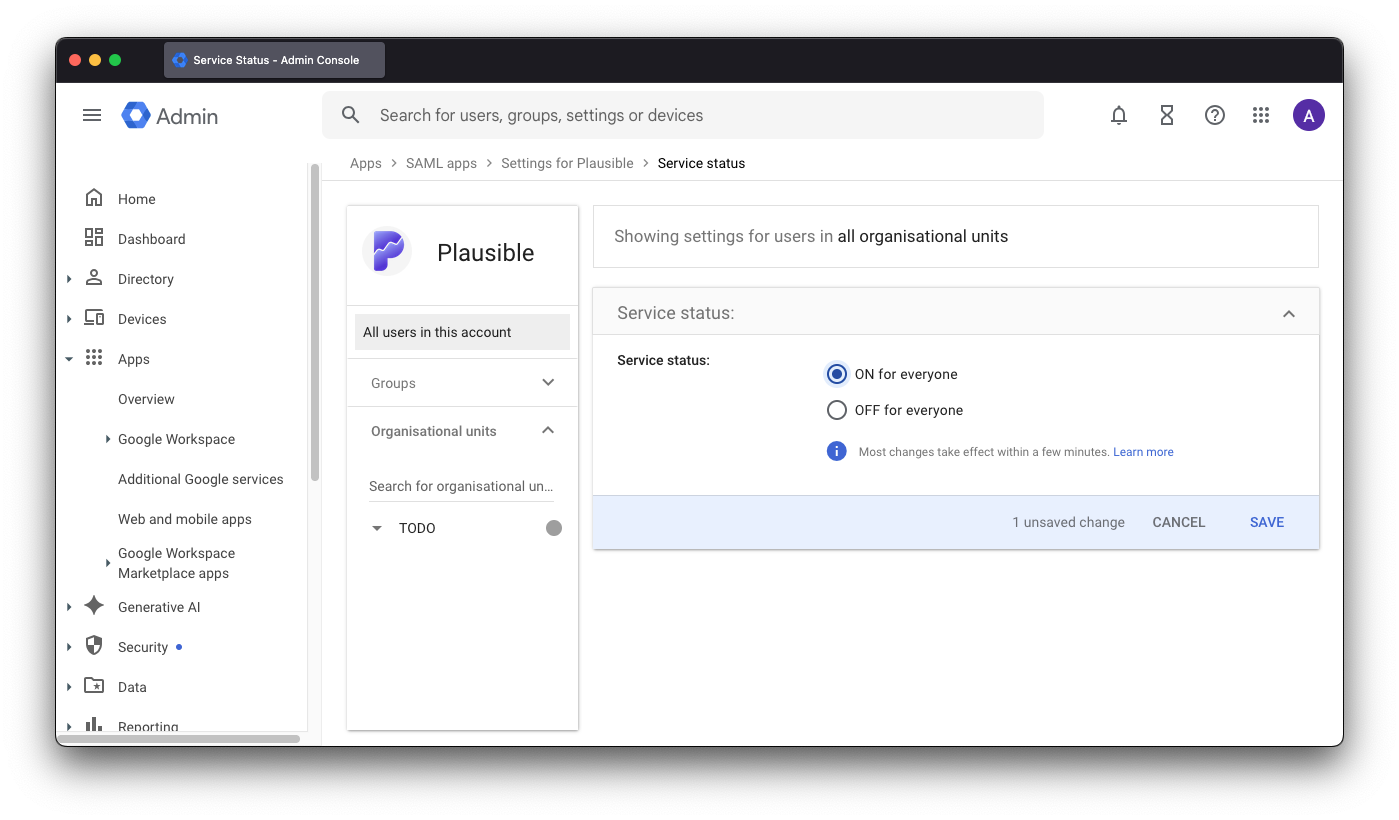 Service Status - Admin Console
Admin
Search for users, groups, settings or devices
A
Apps > SAML apps > Settings for Plausible > Service status
Home
Dashboard
Directory
Devices
Apps
Overview
Google Workspace
Additional Google services
Web and mobile apps
Google Workspace
Marketplace apps
Generative AI
Security
Data
Reporting
Plausible
All users in this account
Groups
Organisational units
Search for organisational un...
TODO
Showing settings for users in all organisational units
Service status:
Service status:
ON for everyone
OFF for everyone
Most changes take effect within a few minutes. Learn more
1 unsaved change
CANCEL
SAVE